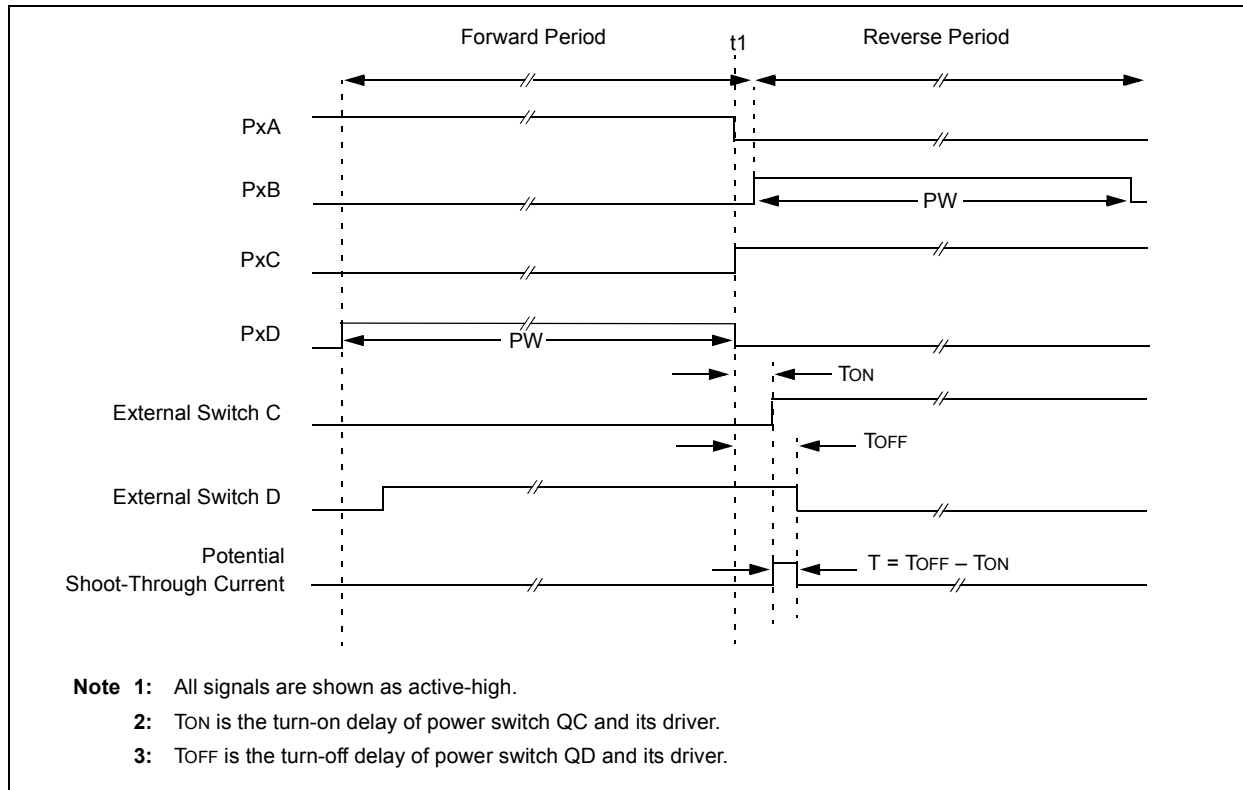 Forward Period
t1
Reverse Period
PxA
PxB
PW
PxC
PxD
PW
TON
External Switch C
TOFF
External Switch D
Potential
Shoot-Through Current
T = TOFF – TON
Note 1: All signals are shown as active-high.
2: TON is the turn-on delay of power switch QC and its driver.
3: TOFF is the turn-off delay of power switch QD and its driver.